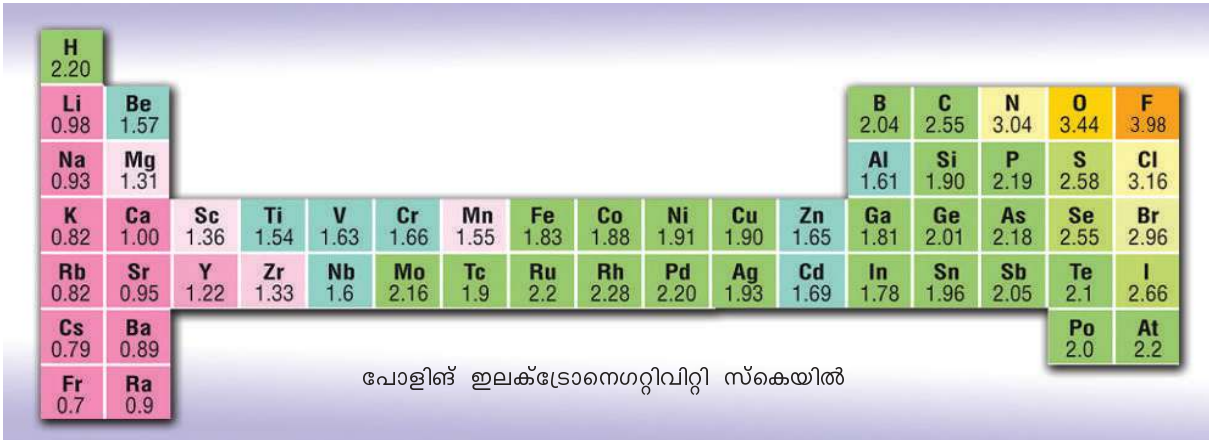 H
2.20
Li Be B C N O F
0.98 1.57 2.04 2.55 3.04 3.44 3.98
Na Mg Al Si P S Cl
0.93 1.31 1.61 1.90 2.19 2.58 3.16
K Ca Sc Ti V Cr Mn Fe Co Ni Cu Zn Ga Ge As Se Br
0.82 1.00 1.36 1.54 1.63 1.66 1.55 1.83 1.88 1.91 1.90 1.65 1.81 2.01 2.18 2.55 2.96
Rb Sr Y Zr Nb Mo Tc Ru Rh Pd Ag Cd In Sn Sb Te I
0.82 0.95 1.22 1.33 1.6 2.16 1.9 2.2 2.28 2.20 1.93 1.69 1.78 1.96 2.05 2.1 2.66
Cs Ba Po At
0.79 0.89 2.0 2.2
Fr Ra
0.7 0.9
പോളിങ് ഇലക്ട്രോനെഗറ്റിവിറ്റി സ്കെയിൽ